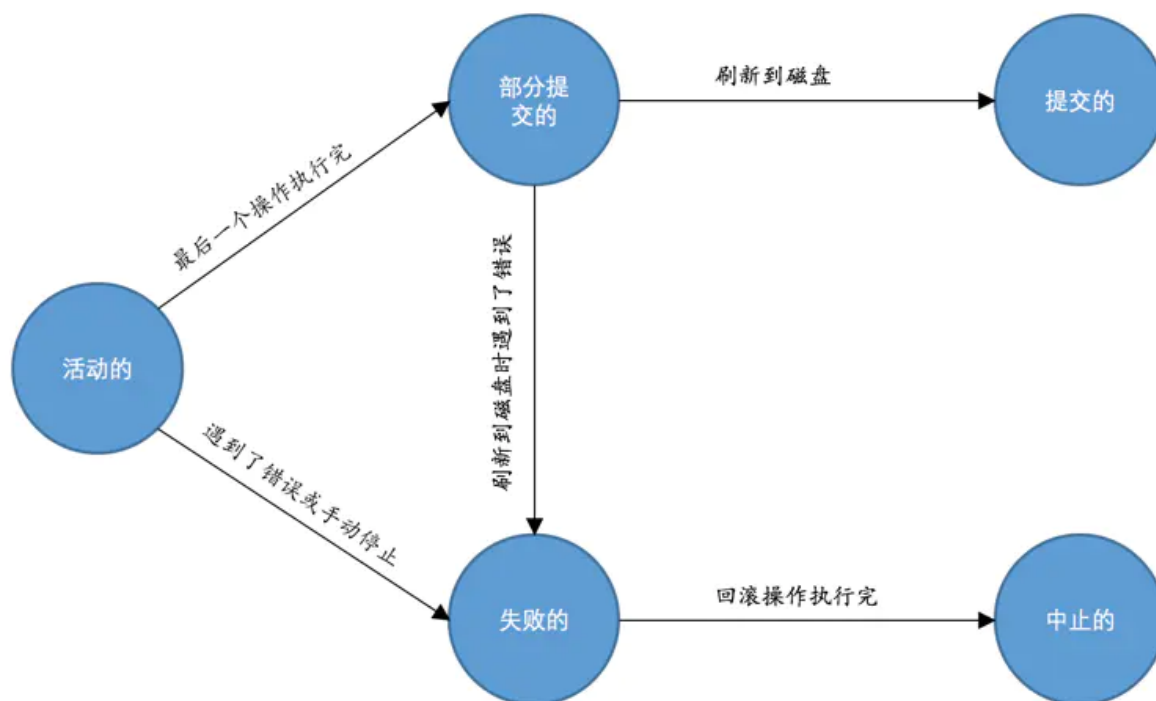 部分提
交的
刷新到磁盘
提交的
最后一个操作执行完
刷新到磁盘时遇到了错误
活动的
遇到了错误或手动停止
失败的
回滚操作执行完
中止的